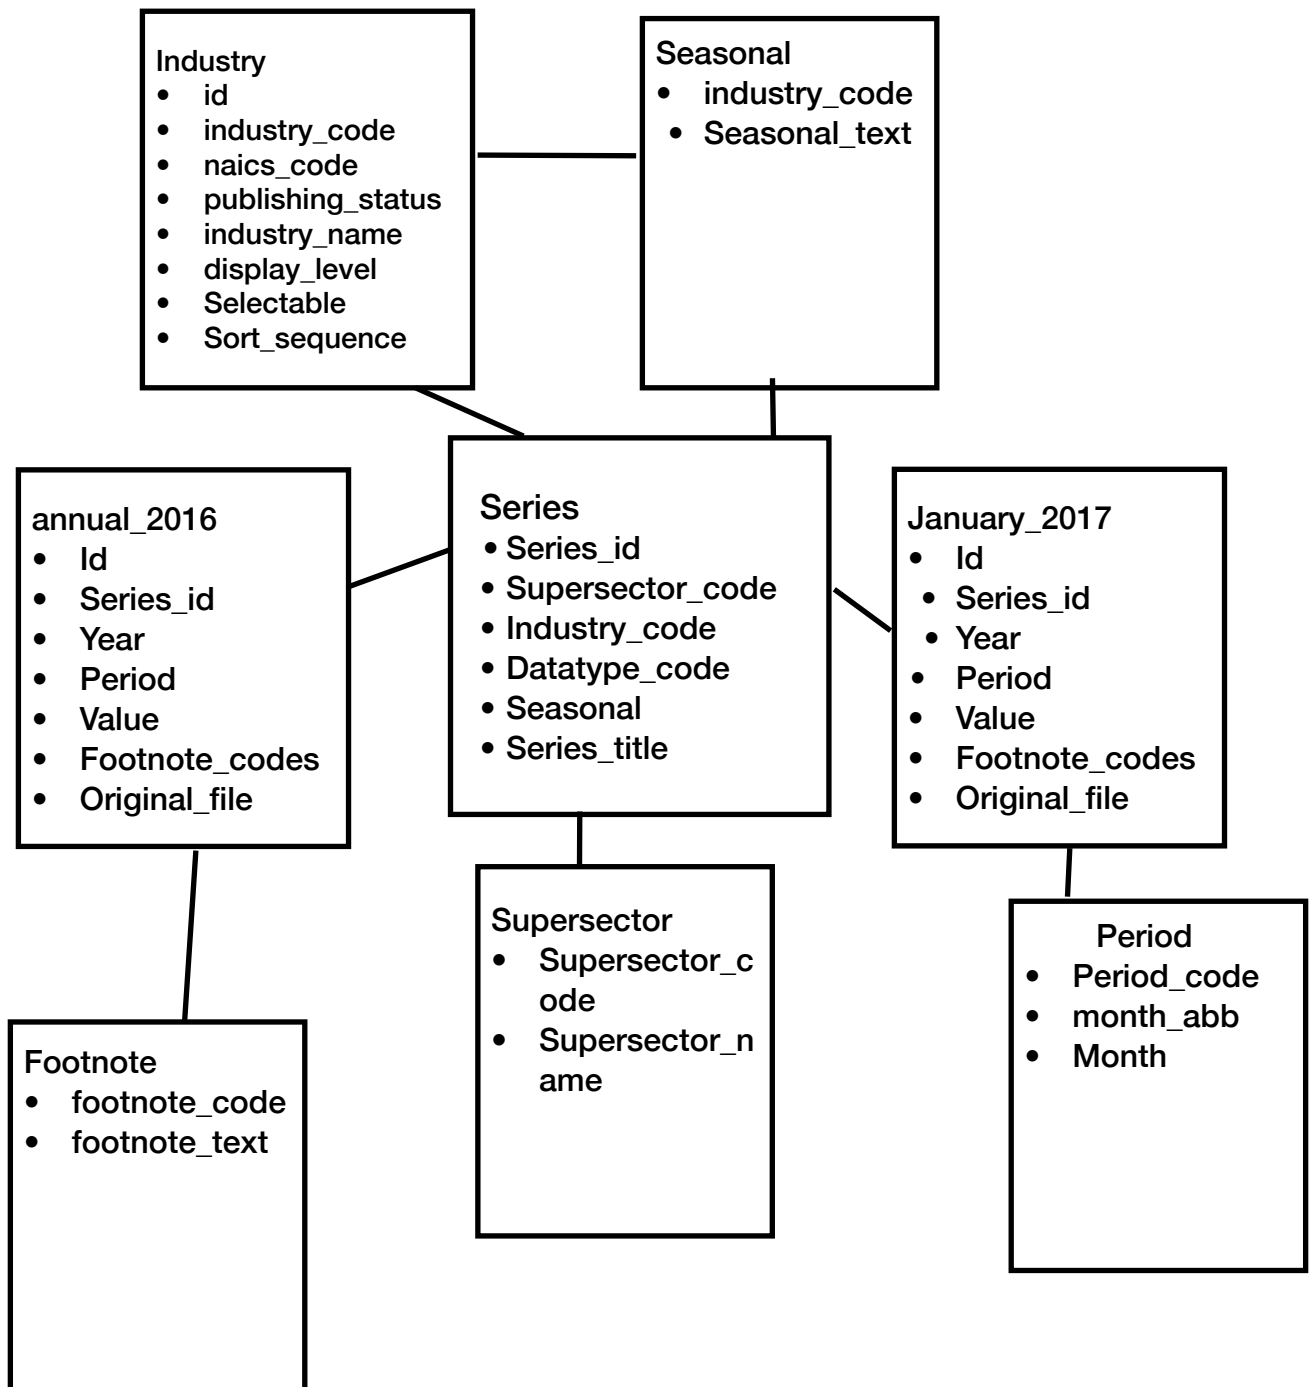 Industry
• id
• industry_code
• naics_code
• publishing_status
• industry_name
• display_level
• Selectable
• Sort_sequence
Seasonal
• industry_code
• Seasonal_text
annual_2016
• Id
• Series_id
• Year
• Period
• Value
• Footnote_codes
• Original_file
Series
• Series_id
• Supersector_code
• Industry_code
• Datatype_code
• Seasonal
• Series_title
January_2017
• Id
• Series_id
• Year
• Period
• Value
• Footnote_codes
• Original_file
Supersector
• Supersector_c
ode
• Supersector_n
ame
Period
• Period_code
• month_abb
• Month
Footnote
• footnote_code
• footnote_text